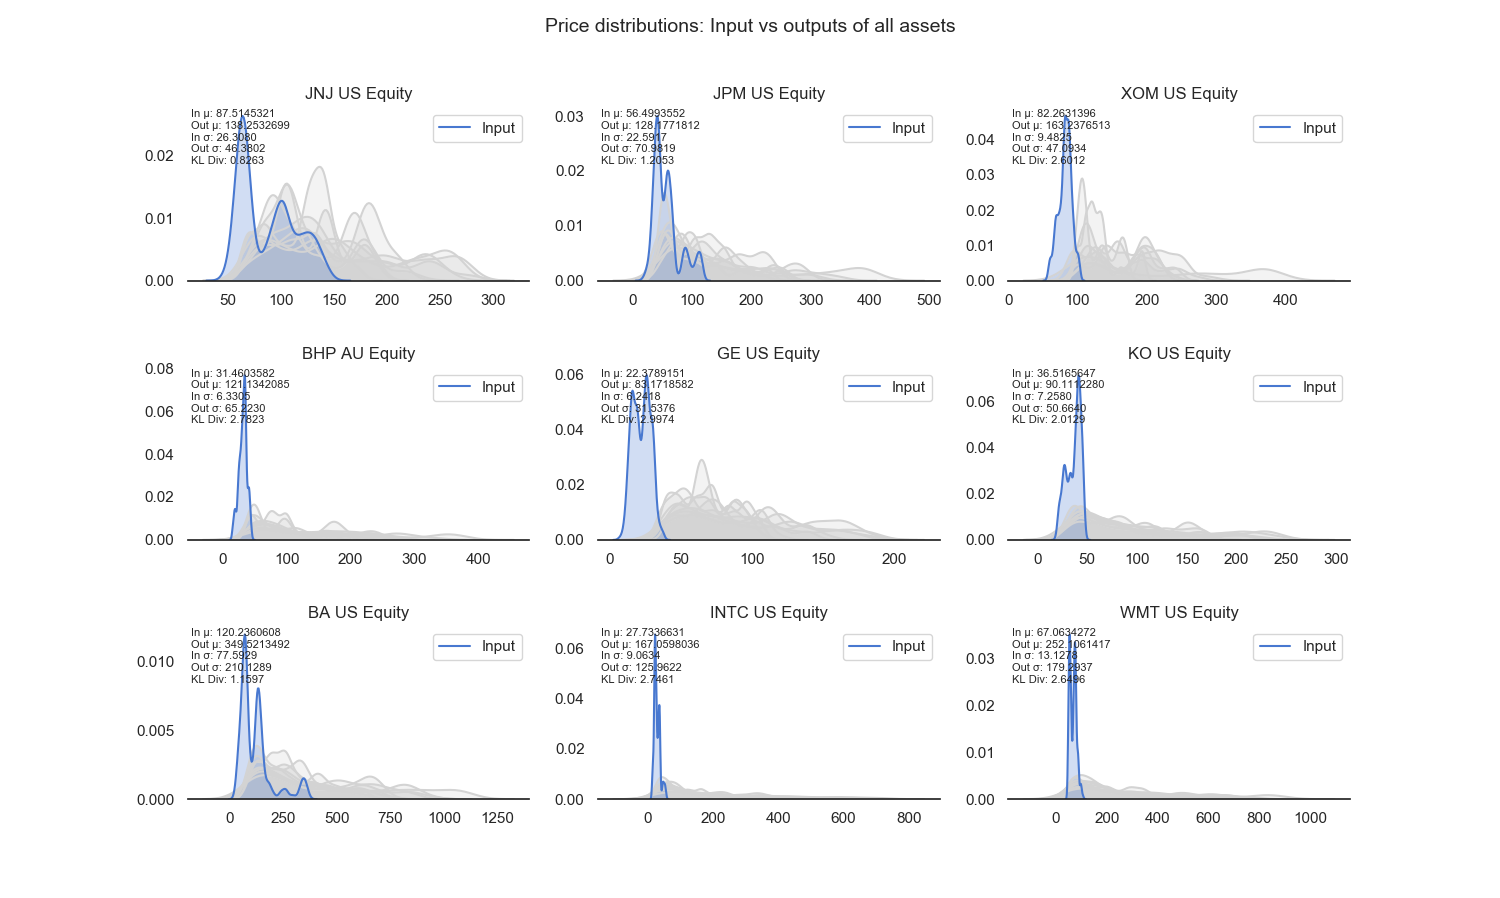 Price distributions: Input vs outputs of all assets
JNJ US Equity
In μ: 87.5145321
Out μ: 138.2532699
In σ: 26.3080
Out σ: 46.3802
KL Div: 0.8263
Input
0.02
0.01
0.00
50 100 150 200 250 300
JPM US Equity
In μ: 56.4993552
Out μ: 128.1771812
In σ: 22.5917
Out σ: 70.9819
KL Div: 1.2053
Input
0.03
0.02
0.01
0.00
0 100 200 300 400 500
XOM US Equity
In μ: 82.2631396
Out μ: 163.2376513
In σ: 9.4825
Out σ: 47.0934
KL Div: 2.6012
Input
0.04
0.03
0.02
0.01
0.00
0 100 200 300 400
BHP AU Equity
In μ: 31.4603582
Out μ: 121.1342085
In σ: 6.3305
Out σ: 65.2230
KL Div: 2.7823
Input
0.08
0.06
0.04
0.02
0.00
0 100 200 300 400
GE US Equity
In μ: 22.3789151
Out μ: 83.1718582
In σ: 6.2418
Out σ: 31.5376
KL Div: 2.9974
Input
0.06
0.04
0.02
0.00
0 50 100 150 200
KO US Equity
In μ: 36.5165647
Out μ: 90.1112280
In σ: 7.2580
Out σ: 50.6640
KL Div: 2.0129
Input
0.06
0.04
0.02
0.00
0 50 100 150 200 250 300
BA US Equity
In μ: 120.2360608
Out μ: 349.5213492
In σ: 77.5929
Out σ: 210.1289
KL Div: 1.1597
Input
0.010
0.005
0.000
0 250 500 750 1000 1250
INTC US Equity
In μ: 27.7336631
Out μ: 167.0598036
In σ: 9.0634
Out σ: 125.9622
KL Div: 2.7461
Input
0.06
0.04
0.02
0.00
0 200 400 600 800
WMT US Equity
In μ: 67.0634272
Out μ: 252.1061417
In σ: 13.1278
Out σ: 179.2937
KL Div: 2.6496
Input
0.03
0.02
0.01
0.00
0 200 400 600 800 1000